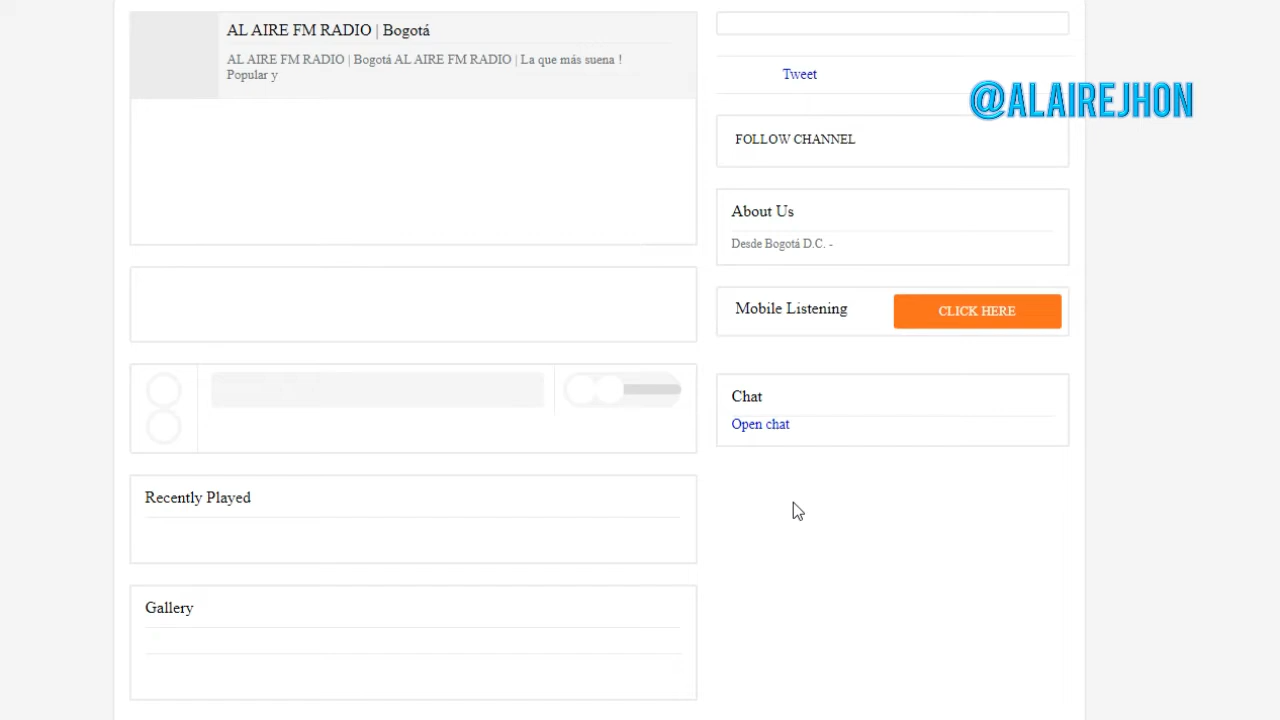 AL AIRE FM RADIO | Bogotá
AL AIRE FM RADIO | Bogotá AL AIRE FM RADIO | La que más suena !
Popular y
Recently Played
Gallery
Tweet
@ALAIREJHON
FOLLOW CHANNEL
About Us
Desde Bogotá D.C. -
Mobile Listening
CLICK HERE
Chat
Open chat